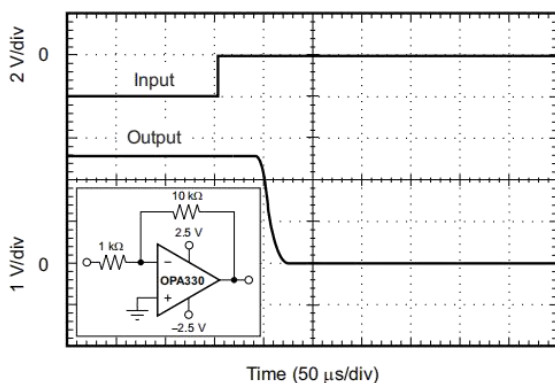 2 V/div
0
Input
Output
10 kΩ
1 kΩ
2.5 V
−
OPA330
+
−2.5 V
1 V/div
0
Time (50 μs/div)